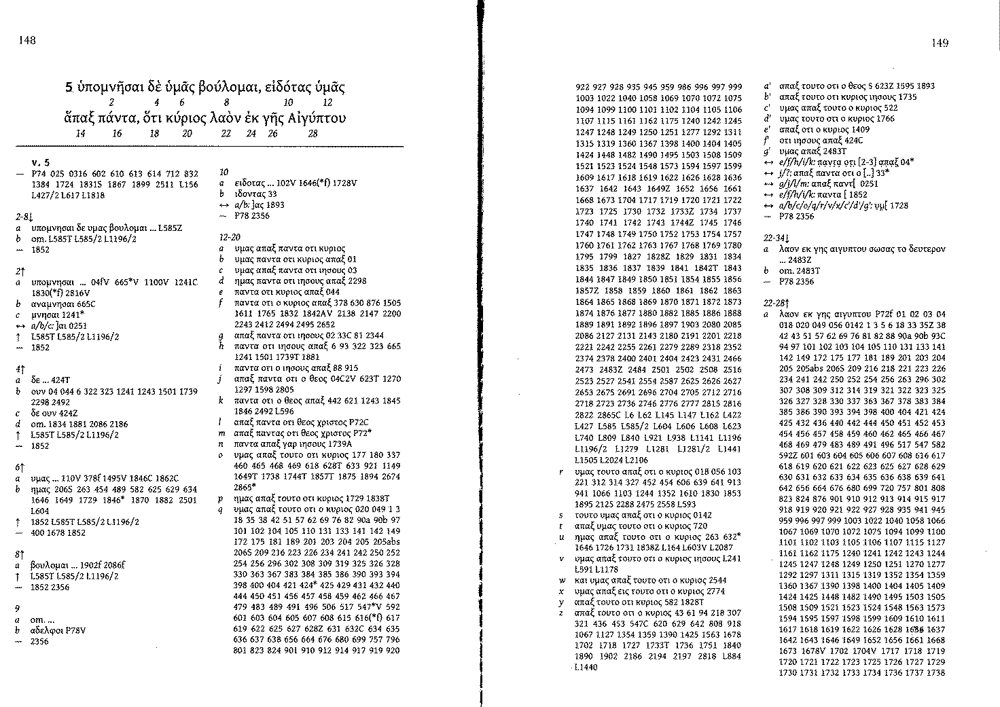 148
5 ὑπομνῆσαι δὲ ὑμᾶς βούλομαι, εἰδότας ὑμᾶς
2 4 6 8 10 12
ἅπαξ πάντα, ὅτι κύριος λαὸν ἐκ γῆς Αἰγύπτου
14 16 18 20 22 24 26 28
v. 5
— P74 025 0316 602 610 613 614 712 832
1384 1724 1831S 1867 1899 2511 L156
L427/2 L617 L1818
2-8↓
a υπομνησαι δε υμας βουλομαι ... L585Z
b om. L585T L585/2 L1196/2
— 1852
2↑
a υπομνησαι ... 04fV 665*V 1100V 1241C
1830(*f) 2816V
b αναμνησαι 665C
c μνησαι 1241*
↔ a/b/c: ]αι 0251
↑ L585T L585/2 L1196/2
— 1852
4↑
a δε ... 424T
b ουν 04 044 6 322 323 1241 1243 1501 1739
2298 2492
c δε ουν 424Z
d om. 1834 1881 2086 2186
↑ L585T L585/2 L1196/2
— 1852
6↑
a υμας ... 110V 378f 1495V 1846C 1862C
b ημας 206S 263 454 489 582 625 629 634
1646 1649 1729 1846* 1870 1882 2501
L604
↑ 1852 L585T L585/2 L1196/2
— 400 1678 1852
8↑
a βουλομαι ... 1902f 2086f
↑ L585T L585/2 L1196/2
— 1852 2356
9
a om. ...
b αδελφοι P78V
— 2356
10
a ειδοτας ... 102V 1646(*f) 1728V
b ιδοντας 33
↔ a/b: ]ας 1893
— P78 2356
12-20
a υμας απαξ παντα οτι κυριος
b υμας παντα οτι κυριος απαξ 01
c υμας απαξ παντα οτι ιησους 03
d ημας παντα οτι ιησους απαξ 2298
e παντα οτι κυριος απαξ 044
f παντα οτι ο κυριος απαξ 378 630 876 1505
1611 1765 1832 1842AV 2138 2147 2200
2243 2412 2494 2495 2652
g απαξ παντα οτι ιησους 02 33C 81 2344
h παντα οτι ιησους απαξ 6 93 322 323 665
1241 1501 1739T 1881
i παντα οτι ο ιησους απαξ 88 915
j απαξ παντα οτι ο θεος 04C2V 623T 1270
1297 1598 2805
k παντα οτι ο θεος απαξ 442 621 1243 1845
1846 2492 L596
l απαξ παντα οτι θεος χριστος P72C
m απαξ παντας οτι θεος χριστος P72*
n παντα απαξ γαρ ιησους 1739A
o υμας απαξ τουτο οτι κυριος 177 180 337
460 465 468 469 618 628T 633 921 1149
1649T 1738 1744T 1857T 1875 1894 2674
2865*
p ημας απαξ τουτο οτι κυριος 1729 1838T
q υμας απαξ τουτο οτι ο κυριος 020 049 1 3
18 35 38 42 51 57 62 69 76 82 90a 90b 97
101 102 104 105 110 131 133 141 142 149
172 175 181 189 201 203 204 205 205abs
206S 209 216 223 226 234 241 242 250 252
254 256 296 302 308 309 319 325 326 328
330 363 367 383 384 385 386 390 393 394
398 400 404 421 424* 425 429 431 432 440
444 450 451 456 457 458 459 462 466 467
479 483 489 491 496 506 517 547*V 592
601 603 604 605 607 608 615 616(*f) 617
619 622 625 627 628Z 631 632C 634 635
636 637 638 656 664 676 680 699 757 796
801 823 824 901 910 912 914 917 919 920
149
922 927 928 935 945 959 986 996 997 999
1003 1022 1040 1058 1069 1070 1072 1075
1094 1099 1100 1101 1102 1104 1105 1106
1107 1115 1161 1162 1175 1240 1242 1245
1247 1248 1249 1250 1251 1277 1292 1311
1315 1319 1360 1367 1398 1400 1404 1405
1424 1448 1482 1490 1495 1503 1508 1509
1521 1523 1524 1548 1573 1594 1597 1599
1609 1617 1618 1619 1622 1626 1628 1636
1637 1642 1643 1649Z 1652 1656 1661
1668 1673 1704 1717 1719 1720 1721 1722
1723 1725 1730 1732 1733Z 1734 1737
1740 1741 1742 1743 1744Z 1745 1746
1747 1748 1749 1750 1752 1753 1754 1757
1760 1761 1762 1763 1767 1768 1769 1780
1795 1799 1827 1828Z 1829 1831 1834
1835 1836 1837 1839 1841 1842T 1843
1844 1847 1849 1850 1851 1854 1855 1856
1857Z 1858 1859 1860 1861 1862 1863
1864 1865 1868 1869 1870 1871 1872 1873
1874 1876 1877 1880 1882 1885 1886 1888
1889 1891 1892 1896 1897 1903 2080 2085
2086 2127 2131 2143 2180 2191 2201 2218
2221 2242 2255 2261 2279 2289 2318 2352
2374 2378 2400 2401 2404 2423 2431 2466
2473 2483Z 2484 2501 2502 2508 2516
2523 2527 2541 2554 2587 2625 2626 2627
2653 2675 2691 2696 2704 2705 2712 2716
2718 2723 2736 2746 2776 2777 2815 2816
2822 2865C L6 L62 L145 L147 L162 L422
L427 L585 L585/2 L604 L606 L608 L623
L740 L809 L840 L921 L938 L1141 L1196
L1196/2 L1279 L1281 L1281/2 L1441
L1505 L2024 L2106
r υμας τουτο απαξ οτι ο κυριος 018 056 103
221 312 314 327 452 454 606 639 641 913
941 1066 1103 1244 1352 1610 1830 1853
1895 2125 2288 2475 2558 L593
s τουτο υμας απαξ οτι ο κυριος 0142
t απαξ υμας τουτο οτι ο κυριος 720
u ημας απαξ τουτο οτι ο κυριος 263 632*
1646 1726 1731 1838Z L164 L603V L2087
v υμας απαξ τουτο οτι ο κυριος ιησους L241
L591 L1178
w και υμας απαξ τουτο οτι ο κυριος 2544
x υμας απαξ εις τουτο οτι ο κυριος 2774
y απαξ τουτο οτι κυριος 582 1828T
z απαξ τουτο οτι ο κυριος 43 61 94 218 307
321 436 453 547C 620 629 642 808 918
1067 1127 1354 1359 1390 1425 1563 1678
1702 1718 1727 1733T 1736 1751 1840
1890 1902 2186 2194 2197 2818 L884
L1440
a' απαξ τουτο οτι ο θεος 5 623Z 1595 1893
b' απαξ τουτο οτι κυριος ιησους 1735
c' υμας απαξ τουτο ο κυριος 522
d' υμας τουτο οτι ο κυριος 1766
e' απαξ οτι ο κυριος 1409
f' οτι ιησους απαξ 424C
g' υμας απαξ 2483T
↔ e/f/h/i/k: παντα οτι [2-3] απαξ 04*
↔ j/?: απαξ παντα οτι ο [..] 33*
↔ g/j/l/m: απαξ παντ[ 0251
↔ e/f/h/i/k: παντα [ 1852
↔ a/b/c/o/q/r/v/x/c'/d'/g': υμ[ 1728
— P78 2356
22-34↓
a λαον εκ γης αιγυπτου σωσας το δευτερον
... 2483Z
b om. 2483T
— P78 2356
22-28↑
a λαον εκ γης αιγυπτου P72f 01 02 03 04
018 020 049 056 0142 1 3 5 6 18 33 35Z 38
42 43 51 57 62 69 76 81 82 88 90a 90b 93C
94 97 101 102 103 104 105 110 131 133 141
142 149 172 175 177 181 189 201 203 204
205 205abs 206S 209 216 218 221 223 226
234 241 242 250 252 254 256 263 296 302
307 308 309 312 314 319 321 322 323 325
326 327 328 330 337 363 367 378 383 384
385 386 390 393 394 398 400 404 421 424
425 432 436 440 442 444 450 451 452 453
454 456 457 458 459 460 462 465 466 467
468 469 479 483 489 491 496 517 547 582
592Z 601 603 604 605 606 607 608 616 617
618 619 620 621 622 623 625 627 628 629
630 631 632 633 634 635 636 638 639 641
642 656 664 676 680 699 720 757 801 808
823 824 876 901 910 912 913 914 915 917
918 919 920 921 922 927 928 935 941 945
959 996 997 999 1003 1022 1040 1058 1066
1067 1069 1070 1072 1075 1094 1099 1100
1101 1102 1103 1105 1106 1107 1115 1127
1161 1162 1175 1240 1241 1242 1243 1244
1245 1247 1248 1249 1250 1251 1270 1277
1292 1297 1311 1315 1319 1352 1354 1359
1360 1367 1390 1398 1400 1404 1405 1409
1424 1425 1448 1482 1490 1495 1503 1505
1508 1509 1521 1523 1524 1548 1563 1573
1594 1595 1597 1598 1599 1609 1610 1611
1617 1618 1619 1622 1626 1628 1636 1637
1642 1643 1646 1649 1652 1656 1661 1668
1673 1678V 1702 1704V 1717 1718 1719
1720 1721 1722 1723 1725 1726 1727 1729
1730 1731 1732 1733 1734 1736 1737 1738